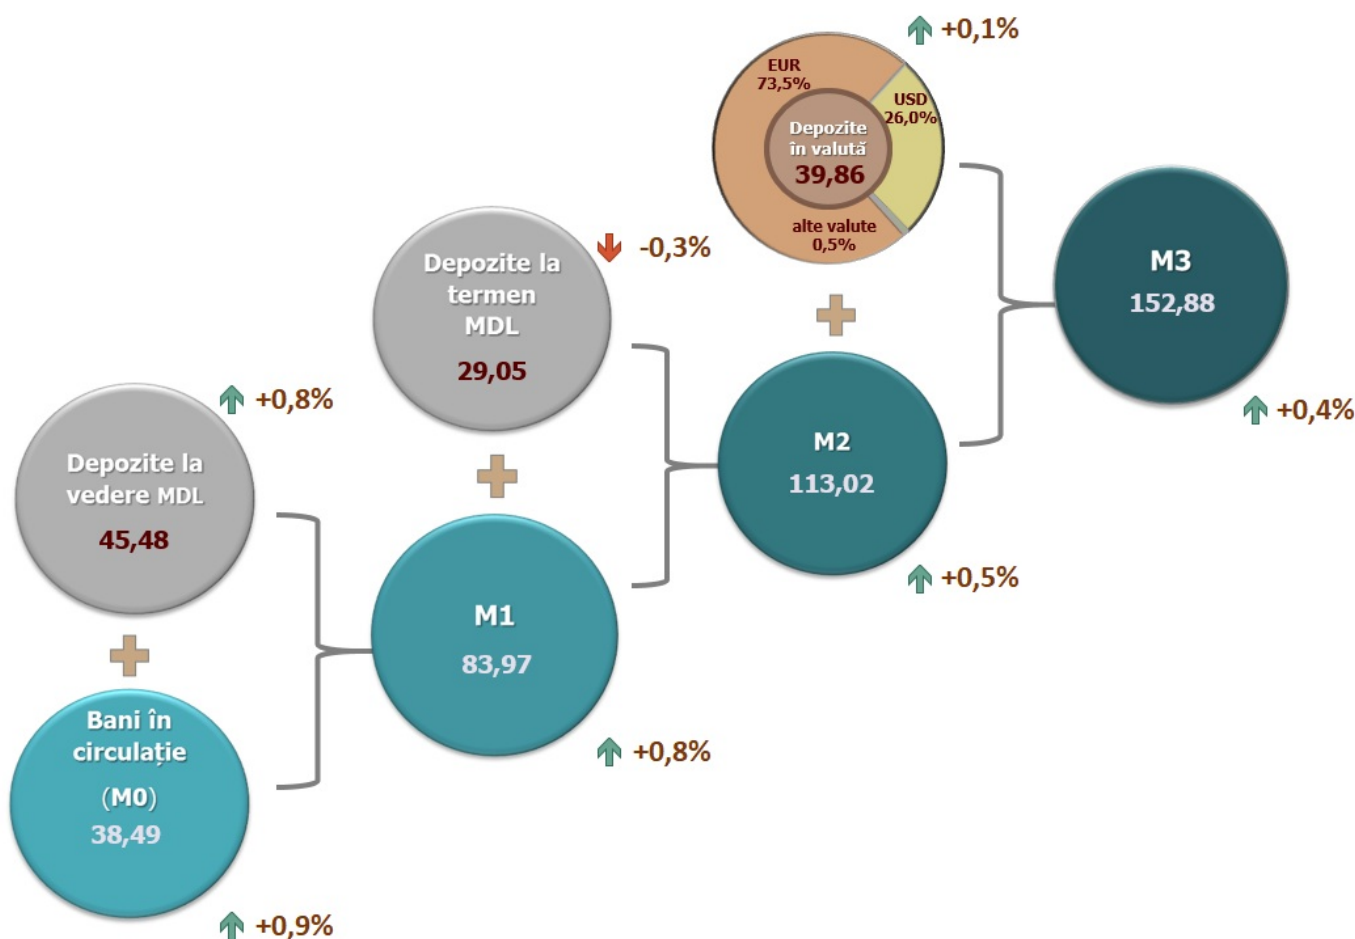 +0,1%
EUR
73,5%
USD
26,0%
Depozite
în valută
39,86
alte valute
0,5%
M3
152,88
+0,4%
Depozite la
termen
MDL
29,05
-0,3%
M2
113,02
+0,5%
Depozite la
vedere MDL
45,48
+0,8%
M1
83,97
+0,8%
Bani în
circulație
(M0)
38,49
+0,9%